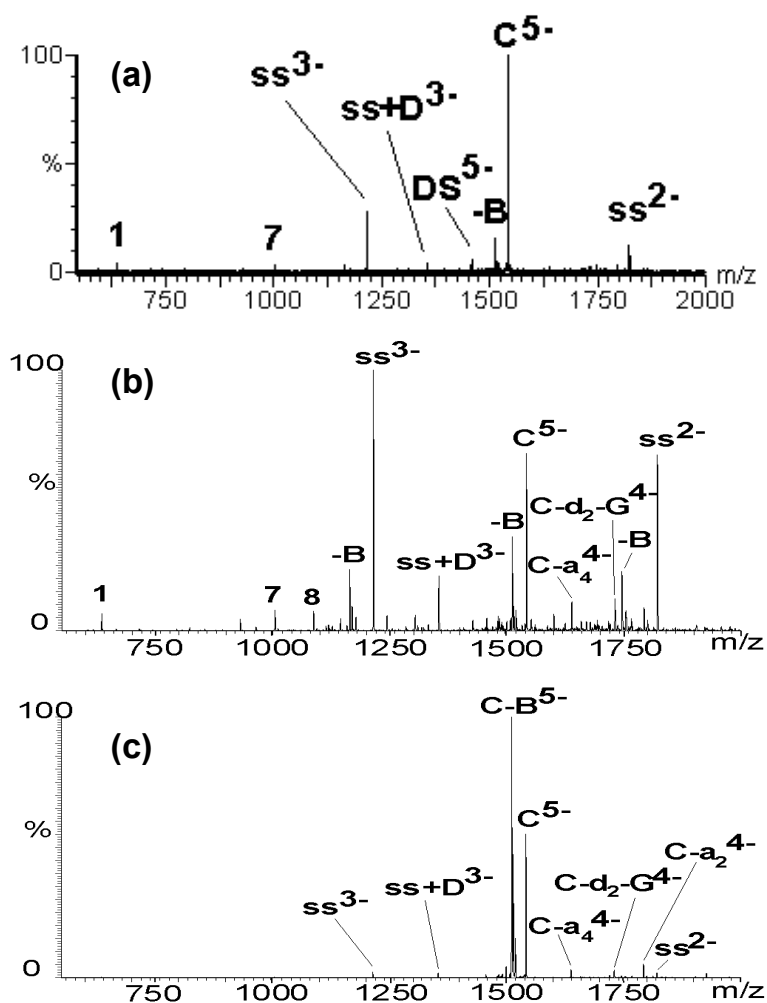 (a)
C5-
100
ss3-
ss+D3-
DS5-
-B
ss2-
%
1
7
0
750
1000
1250
1500
1750
2000 m/z
(b)
100
ss3-
C5-
ss2-
%
C-d2-G4-
-B
-B
-B
ss+D3-
C-a44-
1
7
8
0
750
1000
1250
1500
1750
m/z
(c)
100
C-B5-
%
C5-
C-a24-
C-d2-G4-
ss3-
ss+D3-
C-a44-
ss2-
0
750
1000
1250
1500
1750
m/z